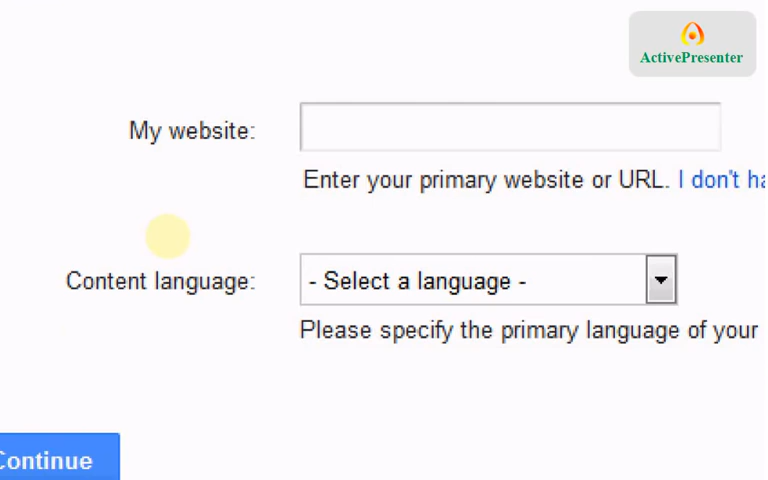 ActivePresenter
My website:
Enter your primary website or URL. I don't ha
Content language:
- Select a language -
Please specify the primary language of your
Continue